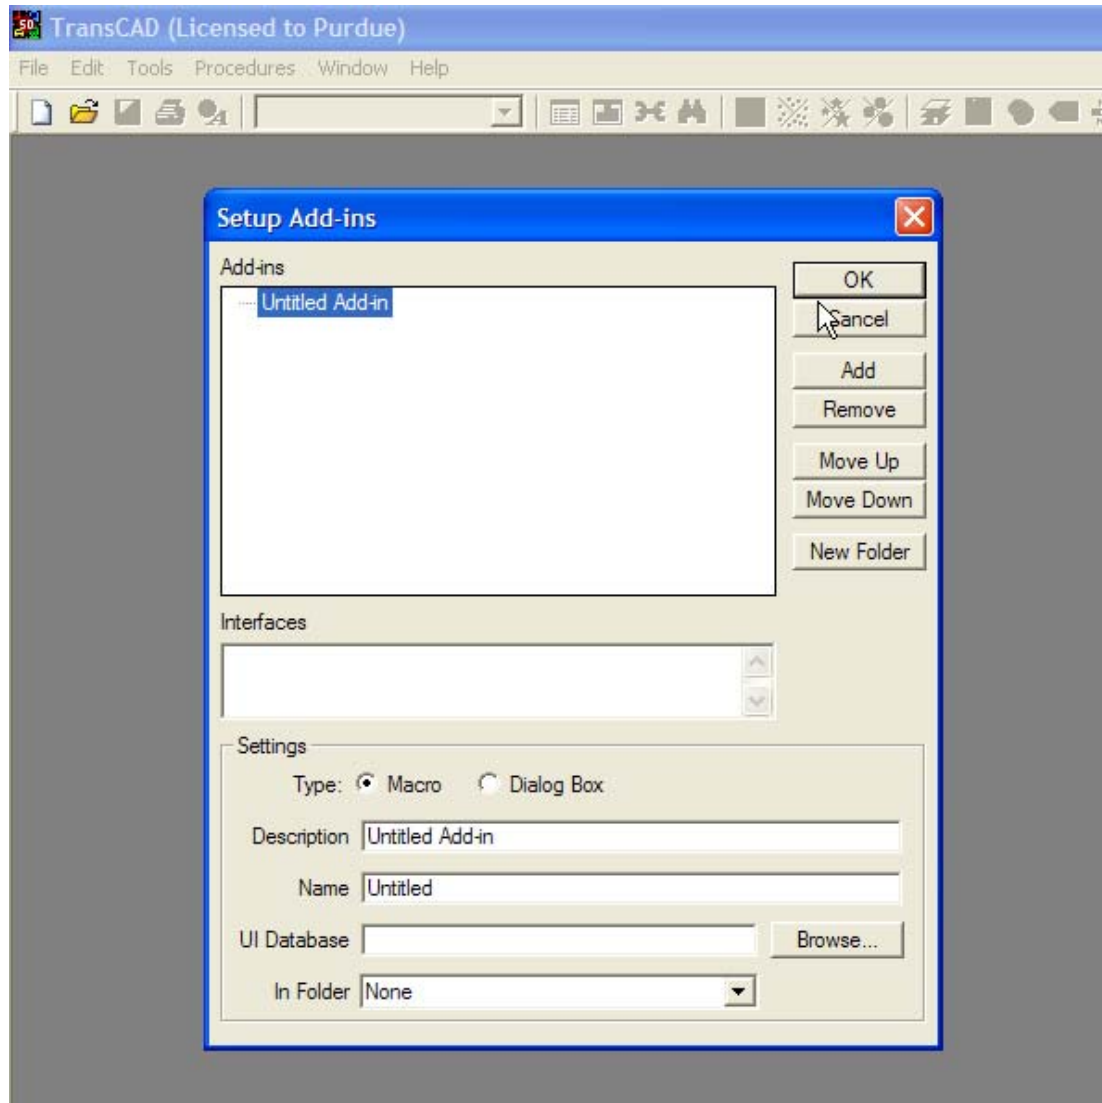 TransCAD (Licensed to Purdue)
File Edit Tools Procedures Window Help
Setup Add-ins
Add-ins
Untitled Add-in
OK
Cancel
Add
Remove
Move Up
Move Down
New Folder
Interfaces
Settings
Type: Macro Dialog Box
Description Untitled Add-in
Name Untitled
UI Database Browse...
In Folder None